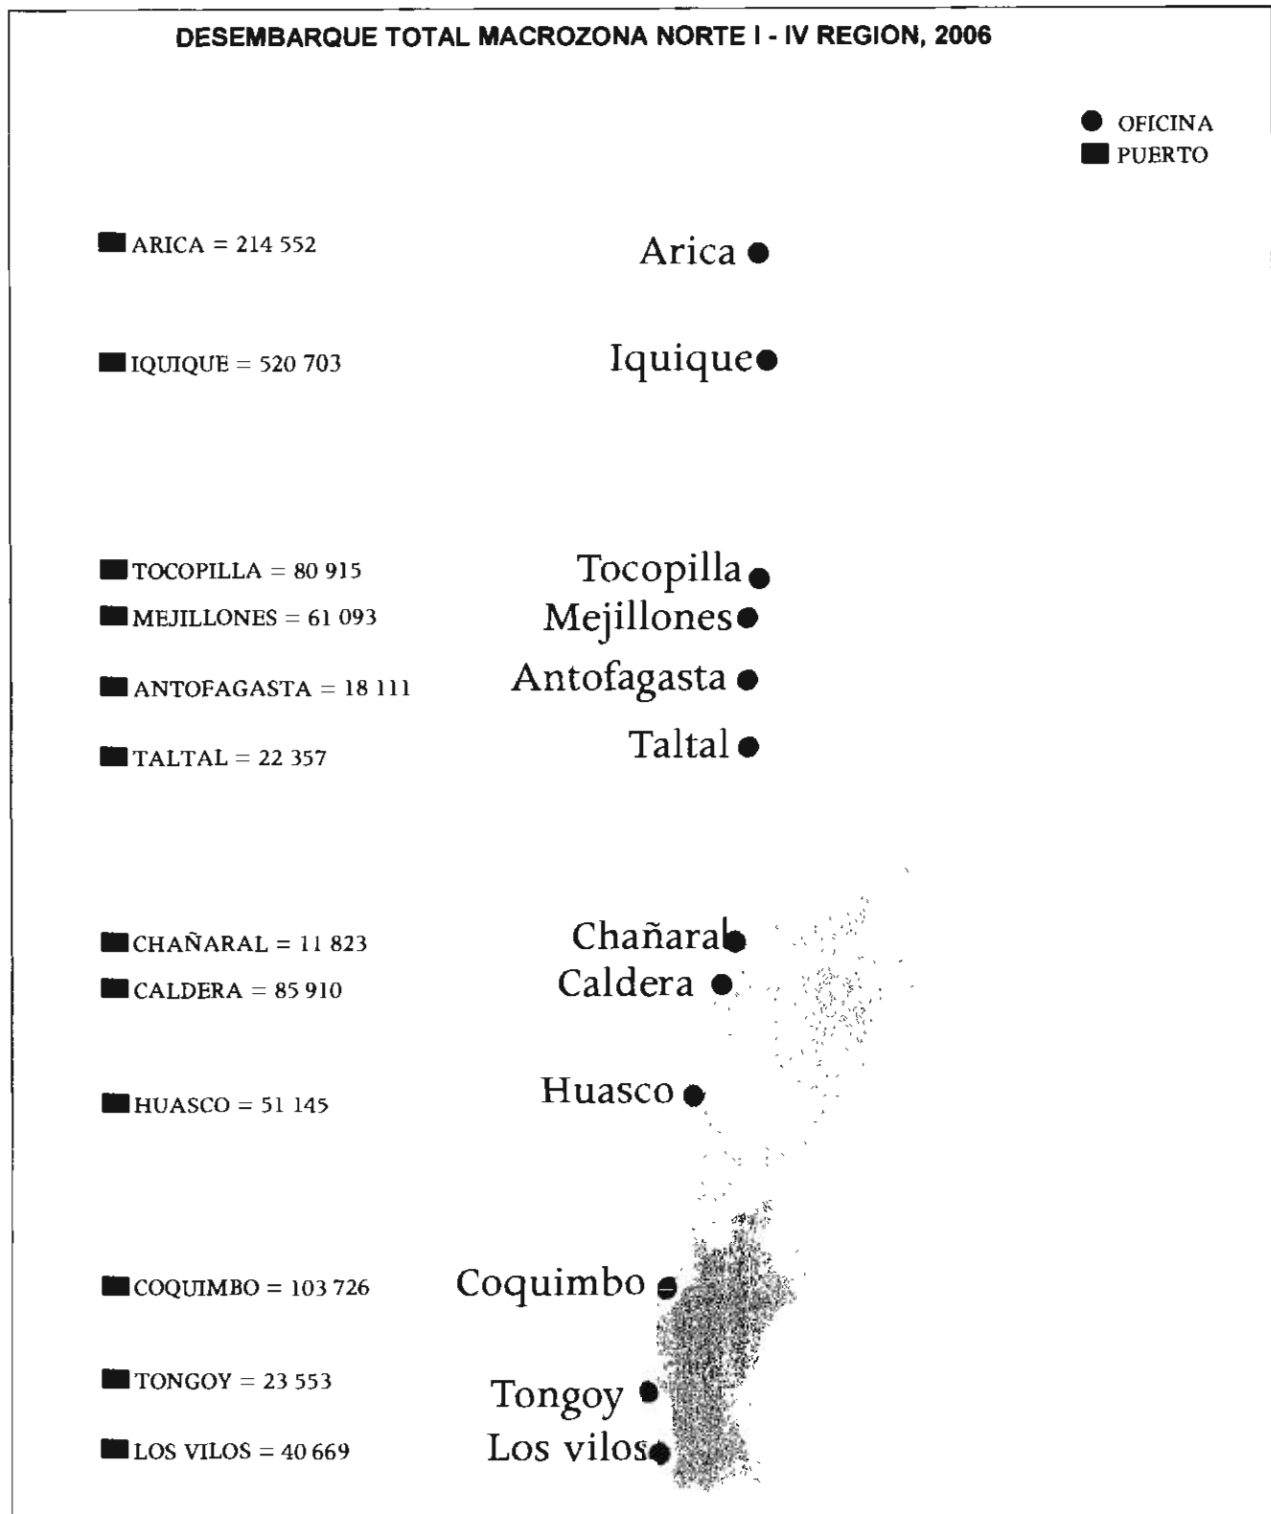 DESEMBARQUE TOTAL MACROZONA NORTE I - IV REGION, 2006
OFICINA
PUERTO
ARICA = 214 552
Arica
IQUIQUE = 520 703
Iquique
TOCOPILLA = 80 915
Tocopilla
MEJILLONES = 61 093
Mejillones
ANTOFAGASTA = 18 111
Antofagasta
TALTAL = 22 357
Taltal
CHAÑARAL = 11 823
Chañaral
CALDERA = 85 910
Caldera
HUASCO = 51 145
Huasco
COQUIMBO = 103 726
Coquimbo
TONGOY = 23 553
Tongoy
LOS VILOS = 40 669
Los vilos